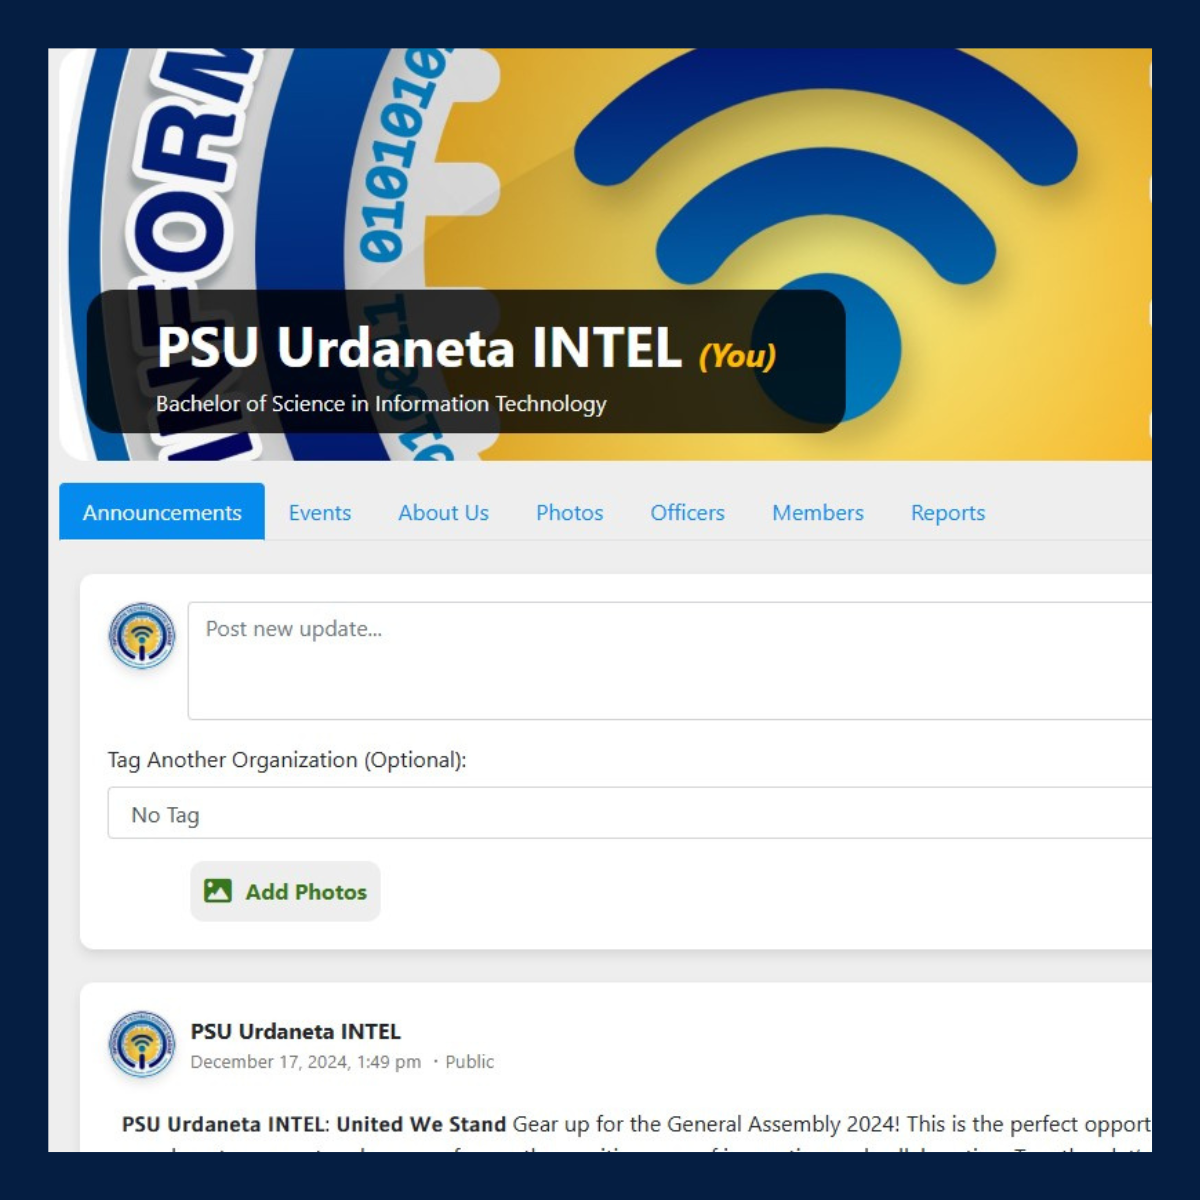 INFORM
010101010
PSU Urdaneta INTEL (You)
Bachelor of Science in Information Technology
Announcements Events About Us Photos Officers Members Reports
Post new update...
Tag Another Organization (Optional):
No Tag
Add Photos
PSU Urdaneta INTEL
December 17, 2024, 1:49 pm · Public
PSU Urdaneta INTEL: United We Stand Gear up for the General Assembly 2024! This is the perfect opport